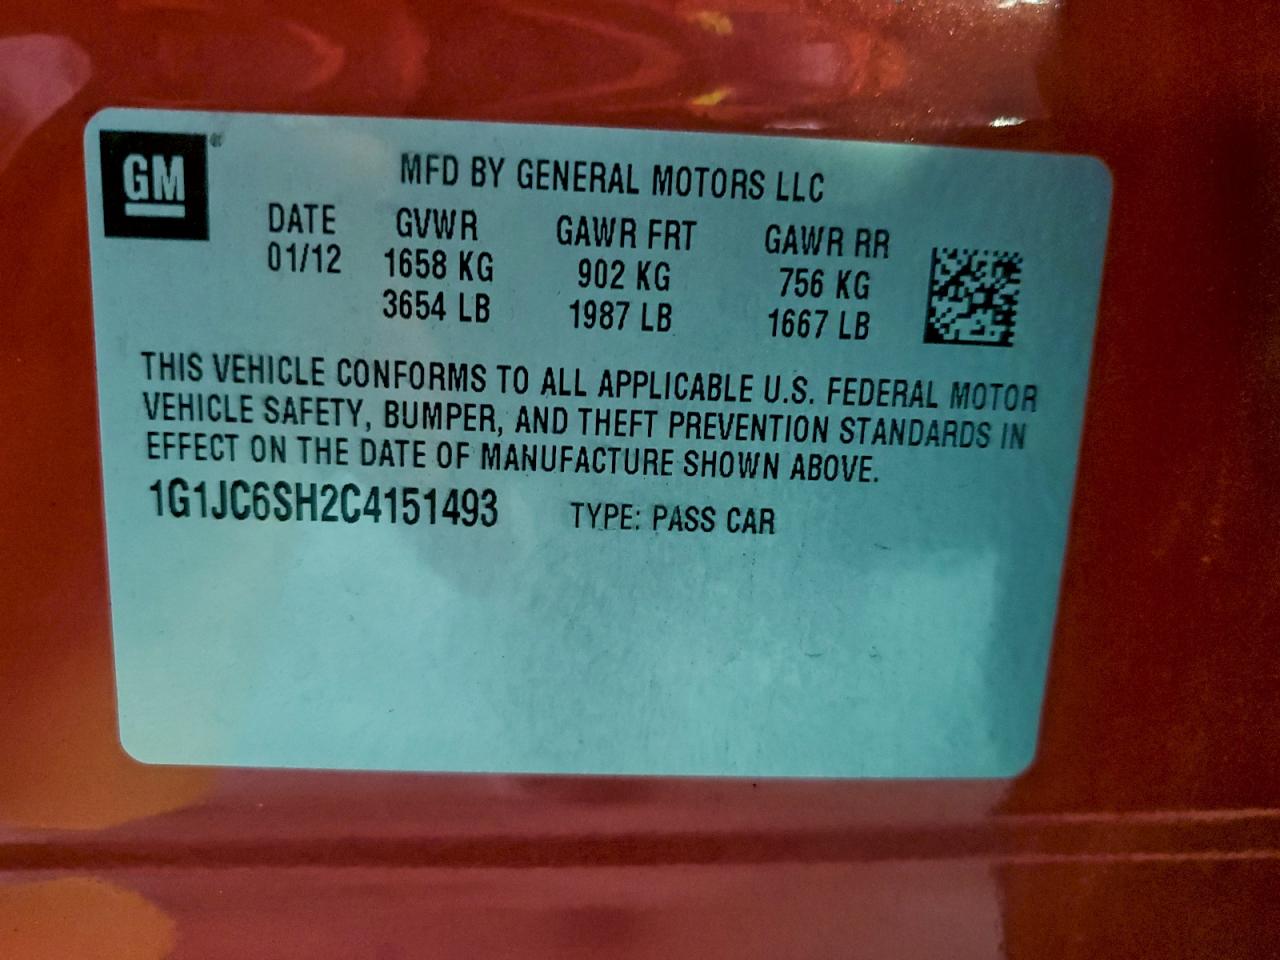 GM
MFD BY GENERAL MOTORS LLC
DATE GVWR GAWR FRT GAWR RR
01/12 1658 KG 902 KG 756 KG
3654 LB 1987 LB 1667 LB
THIS VEHICLE CONFORMS TO ALL APPLICABLE U.S. FEDERAL MOTOR
VEHICLE SAFETY, BUMPER, AND THEFT PREVENTION STANDARDS IN
EFFECT ON THE DATE OF MANUFACTURE SHOWN ABOVE.
1G1JC6SH2C4151493 TYPE: PASS CAR